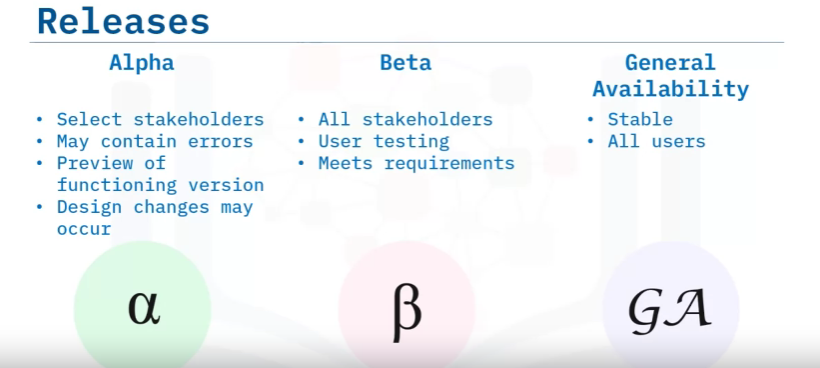 Releases
Alpha
• Select stakeholders
• May contain errors
• Preview of
functioning version
• Design changes may
occur
α
Beta
• All stakeholders
• User testing
• Meets requirements
β
General
Availability
• Stable
• All users
GA